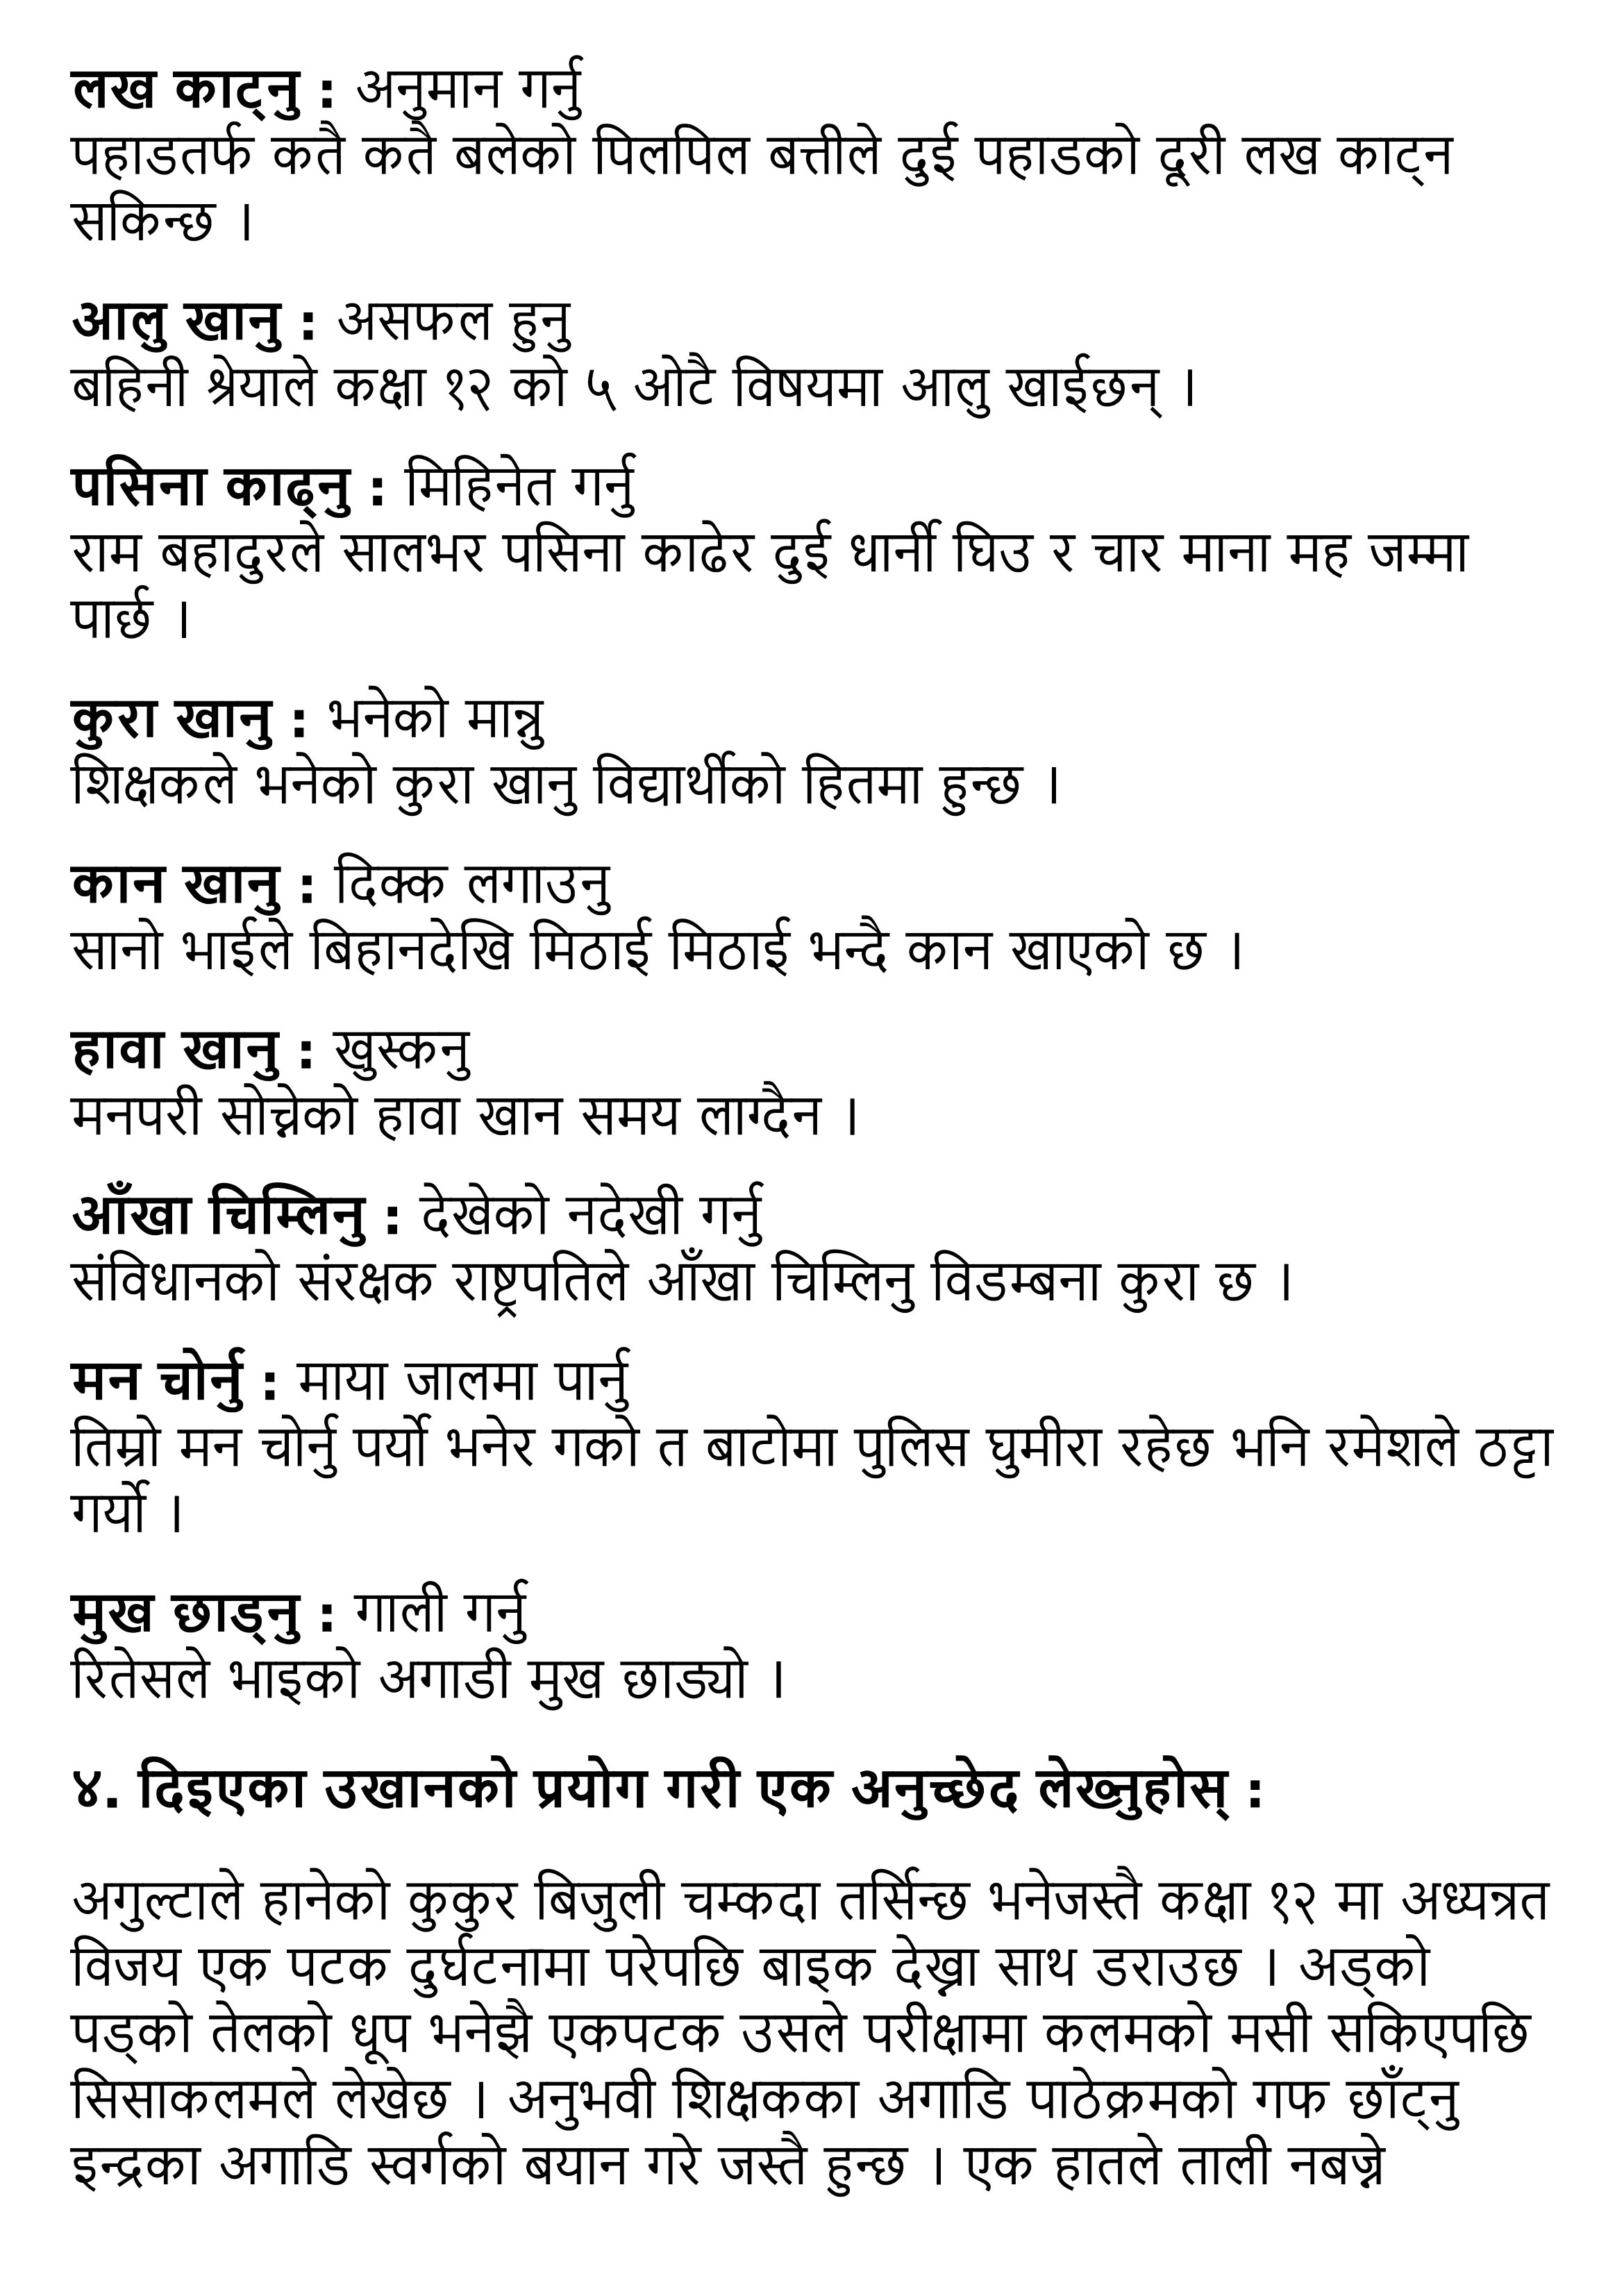 लख काट्नु : अनुमान गर्नु
पहाडतर्फ कतै कतै बलेको पिलपिल बत्तीले दुई पहाडको दूरी लख काट्न
सकिन्छ ।
आलु खानु : असफल हुनु
बहिनी श्रेयाले कक्षा १२ को ५ ओटै विषयमा आलु खाईछन् ।
पसिना काढ्नु : मिहिनेत गर्नु
राम बहादुरले सालभर पसिना काढेर दुई धार्नी घिउ र चार माना मह जम्मा
पार्छ ।
कुरा खानु : भनेको मान्नु
शिक्षकले भनेको कुरा खानु विद्यार्थीको हितमा हुन्छ ।
कान खानु : दिक्क लगाउनु
सानो भाईले बिहानदेखि मिठाई मिठाई भन्दै कान खाएको छ ।
हावा खानु : खुस्कनु
मनपरी सोच्नेको हावा खान समय लाग्दैन ।
आँखा चिम्लिनु : देखेको नदेखी गर्नु
संविधानको संरक्षक राष्ट्रपतिले आँखा चिम्लिनु विडम्बना कुरा छ ।
मन चोर्नु : माया जालमा पार्नु
तिम्रो मन चोर्नु पर्यो भनेर गको त बाटोमा पुलिस घुमीरा रहेछ भनि रमेशले ठट्टा
गर्यो ।
मुख छाड्नु : गाली गर्नु
रितेसले भाइको अगाडी मुख छाड्यो ।
४. दिइएका उखानको प्रयोग गरी एक अनुच्छेद लेख्नुहोस् :
अगुल्टाले हानेको कुकुर बिजुली चम्कदा तर्सिन्छ भनेजस्तै कक्षा १२ मा अध्यन्रत
विजय एक पटक दुर्घटनामा परेपछि बाइक देख्ना साथ डराउछ । अड्को
पड्को तेलको धूप भनेझै एकपटक उसले परीक्षामा कलमको मसी सकिएपछि
सिसाकलमले लेखेछ । अनुभवी शिक्षकका अगाडि पाठेक्रमको गफ छाँट्नु
इन्द्रका अगाडि स्वर्गको बयान गरे जस्तै हुन्छ । एक हातले ताली नबज्ने